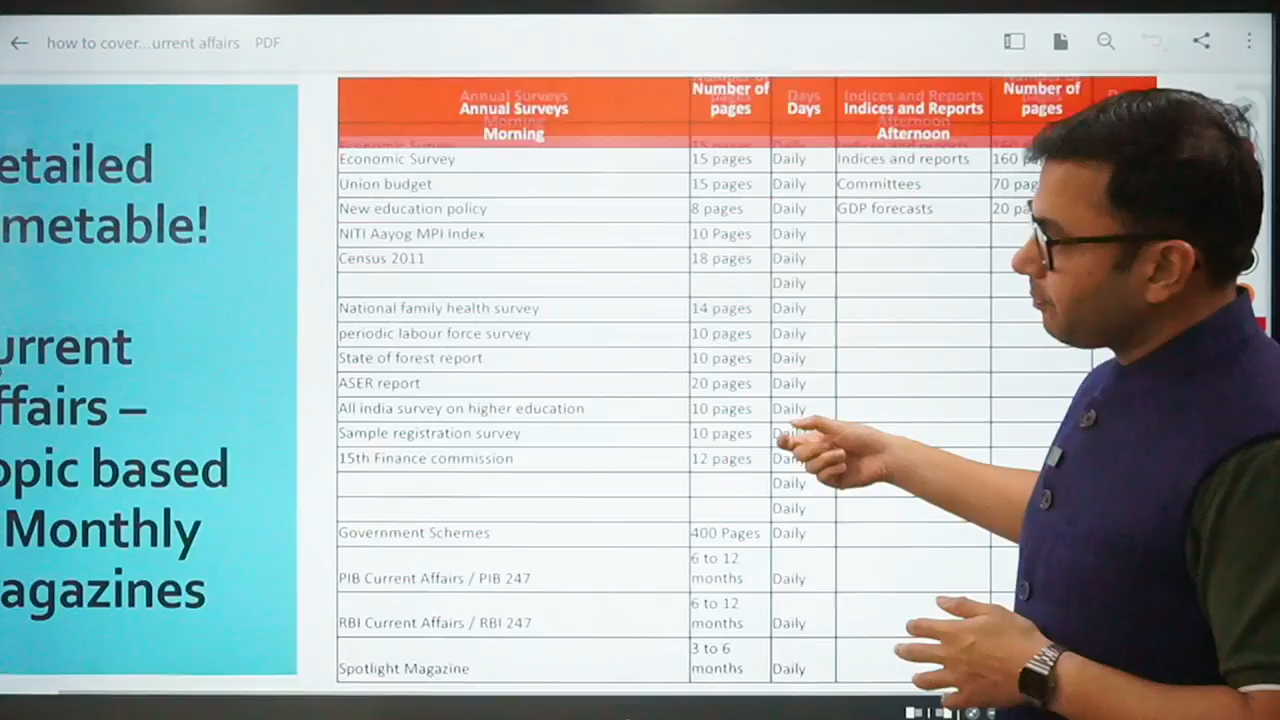 how to cover...urrent affairs PDF
etailed
metable!
urrent
ffairs –
opic based
Monthly
agazines
Annual Surveys Number of pages Days Indices and Reports Number of pages
Morning Afternoon
Economic Survey 15 pages Daily Indices and reports 160
Union budget 15 pages Daily Committees 70 pag
New education policy 8 pages Daily GDP forecasts 20 pa
NITI Aayog MPI Index 10 Pages Daily
Census 2011 18 pages Daily
Daily
National family health survey 14 pages Daily
periodic labour force survey 10 pages Daily
State of forest report 10 pages Daily
ASER report 20 pages Daily
All india survey on higher education 10 pages Daily
Sample registration survey 10 pages
15th Finance commission 12 pages
Daily
Daily
Government Schemes 400 Pages Daily
PIB Current Affairs / PIB 247 6 to 12 months Daily
RBI Current Affairs / RBI 247 6 to 12 months Daily
Spotlight Magazine 3 to 6 months Daily